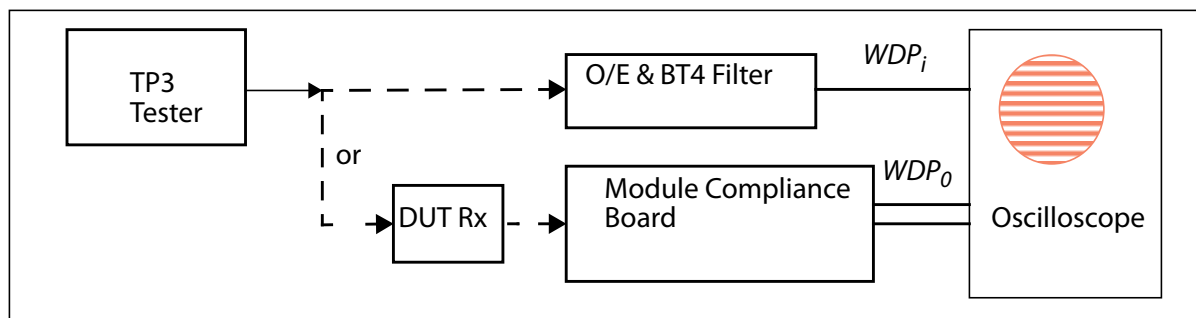 TP3
Tester
or
O/E & BT4 Filter
WDPi
DUT Rx
Module Compliance
Board
WDP0
Oscilloscope